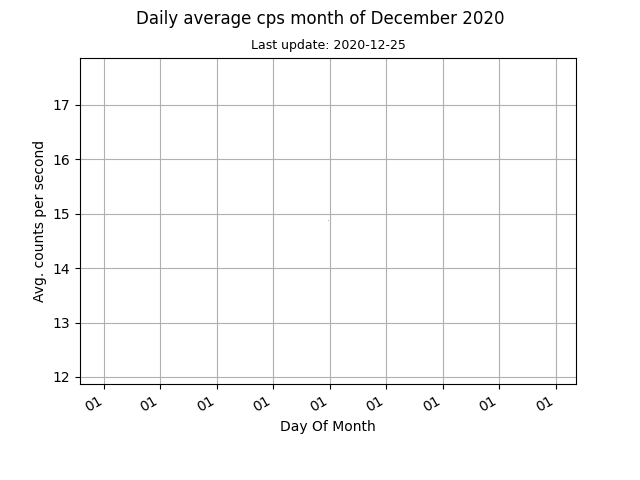 Daily average cps month of December 2020
Last update: 2020-12-25
17
16
15
14
13
12
Avg. counts per second
01 01 01 01 01 01 01 01 01
Day Of Month